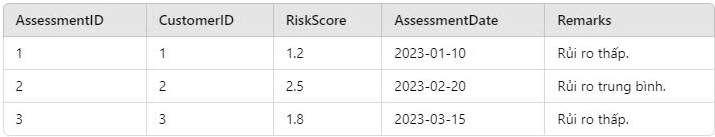 AssessmentID CustomerID RiskScore AssessmentDate Remarks
1 1 1.2 2023-01-10 Rủi ro thấp.
2 2 2.5 2023-02-20 Rủi ro trung bình.
3 3 1.8 2023-03-15 Rủi ro thấp.